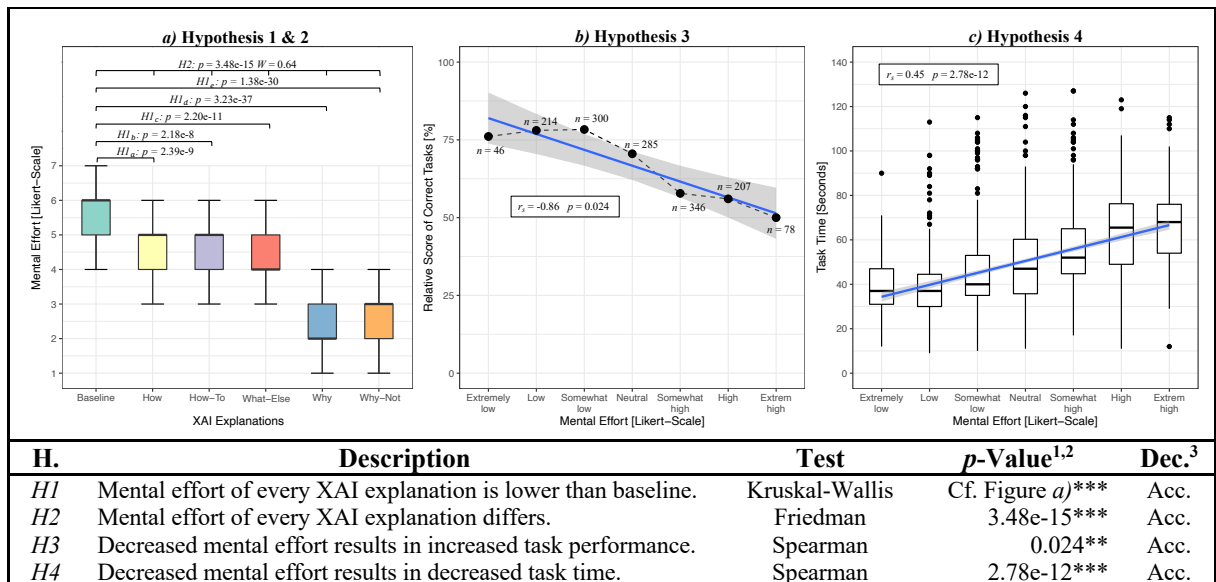 a) Hypothesis 1 & 2
H2: p = 3.48e-15 W = 0.64
H1e: p = 1.38e-30
H1d: p = 3.23e-37
H1c: p = 2.20e-11
H1b: p = 2.18e-8
H1a: p = 2.39e-9
Mental Effort [Likert-Scale]
7
6
5
4
3
2
1
Baseline How How-To What-Else Why Why-Not
XAI Explanations
b) Hypothesis 3
Relative Score of Correct Tasks [%]
100
75
50
25
0
n = 46
n = 214
n = 300
n = 285
n = 346
n = 207
n = 78
rs = -0.86 p = 0.024
Extremely low Low Somewhat low Neutral Somewhat high High Extrem high
Mental Effort [Likert-Scale]
c) Hypothesis 4
rs = 0.45 p = 2.78e-12
Task Time [Seconds]
140
120
100
80
60
40
20
0
Extremely low Low Somewhat low Neutral Somewhat high High Extrem high
Mental Effort [Likert-Scale]
H. Description Test p-Value1,2 Dec.3
H1 Mental effort of every XAI explanation is lower than baseline. Kruskal-Wallis Cf. Figure a)*** Acc.
H2 Mental effort of every XAI explanation differs. Friedman 3.48e-15*** Acc.
H3 Decreased mental effort results in increased task performance. Spearman 0.024** Acc.
H4 Decreased mental effort results in decreased task time. Spearman 2.78e-12*** Acc.